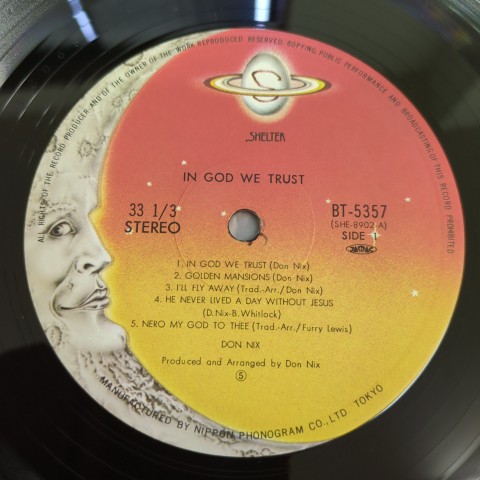 ALL RIGHTS OF THE RECORD PRODUCER AND OF THE OWNER OF THE WORK REPRODUCED RESERVED. COPYING, PUBLIC PERFORMANCE AND BROADCASTING OF THIS RECORD PROHIBITED
S
SHELTER
IN GOD WE TRUST
33 1/3
STEREO
BT-5357
(SHE-8902-A)
SIDE 1
1. IN GOD WE TRUST (Don Nix)
2. GOLDEN MANSIONS (Don Nix)
3. I'LL FLY AWAY (Trad.-Arr./Don Nix)
4. HE NEVER LIVED A DAY WITHOUT JESUS
(D.Nix-B.Whitlock)
5. NERO MY GOD TO THEE (Trad.-Arr./Furry Lewis)
DON NIX
Produced and Arranged by Don Nix
5
MANUFACTURED BY NIPPON PHONOGRAM CO., LTD TOKYO